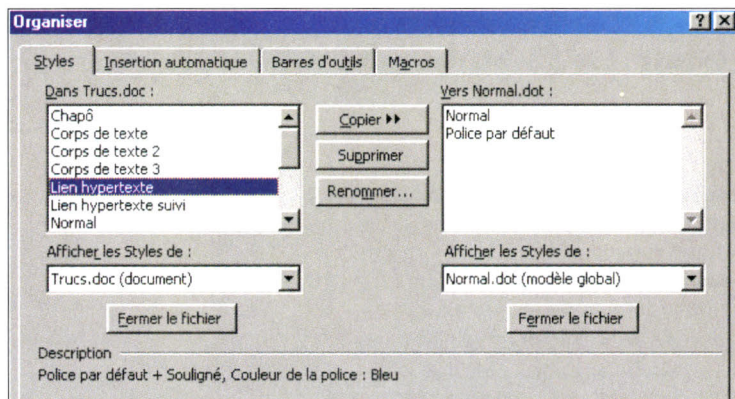 Organiser
Styles Insertion automatique Barres d'outils Macros
Dans Trucs.doc :
Chapô
Corps de texte
Corps de texte 2
Corps de texte 3
Lien hypertexte
Lien hypertexte suivi
Normal
Copier
Supprimer
Renommer...
Vers Normal.dot :
Normal
Police par défaut
Afficher les Styles de :
Trucs.doc (document)
Fermer le fichier
Afficher les Styles de :
Normal.dot (modèle global)
Fermer le fichier
Description
Police par défaut + Souligné, Couleur de la police : Bleu